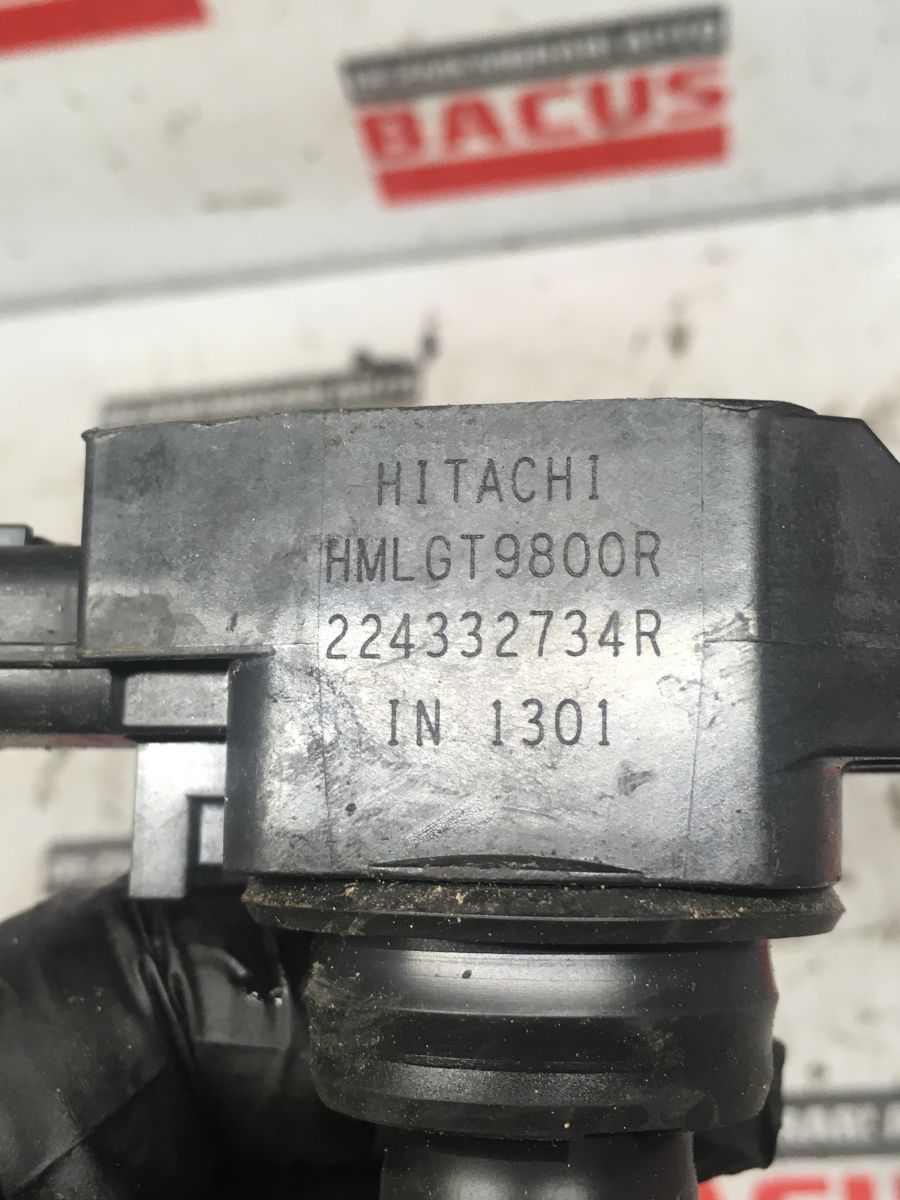 BACUS
HITACHI
HMLGT9800R
224332734R
IN 1301